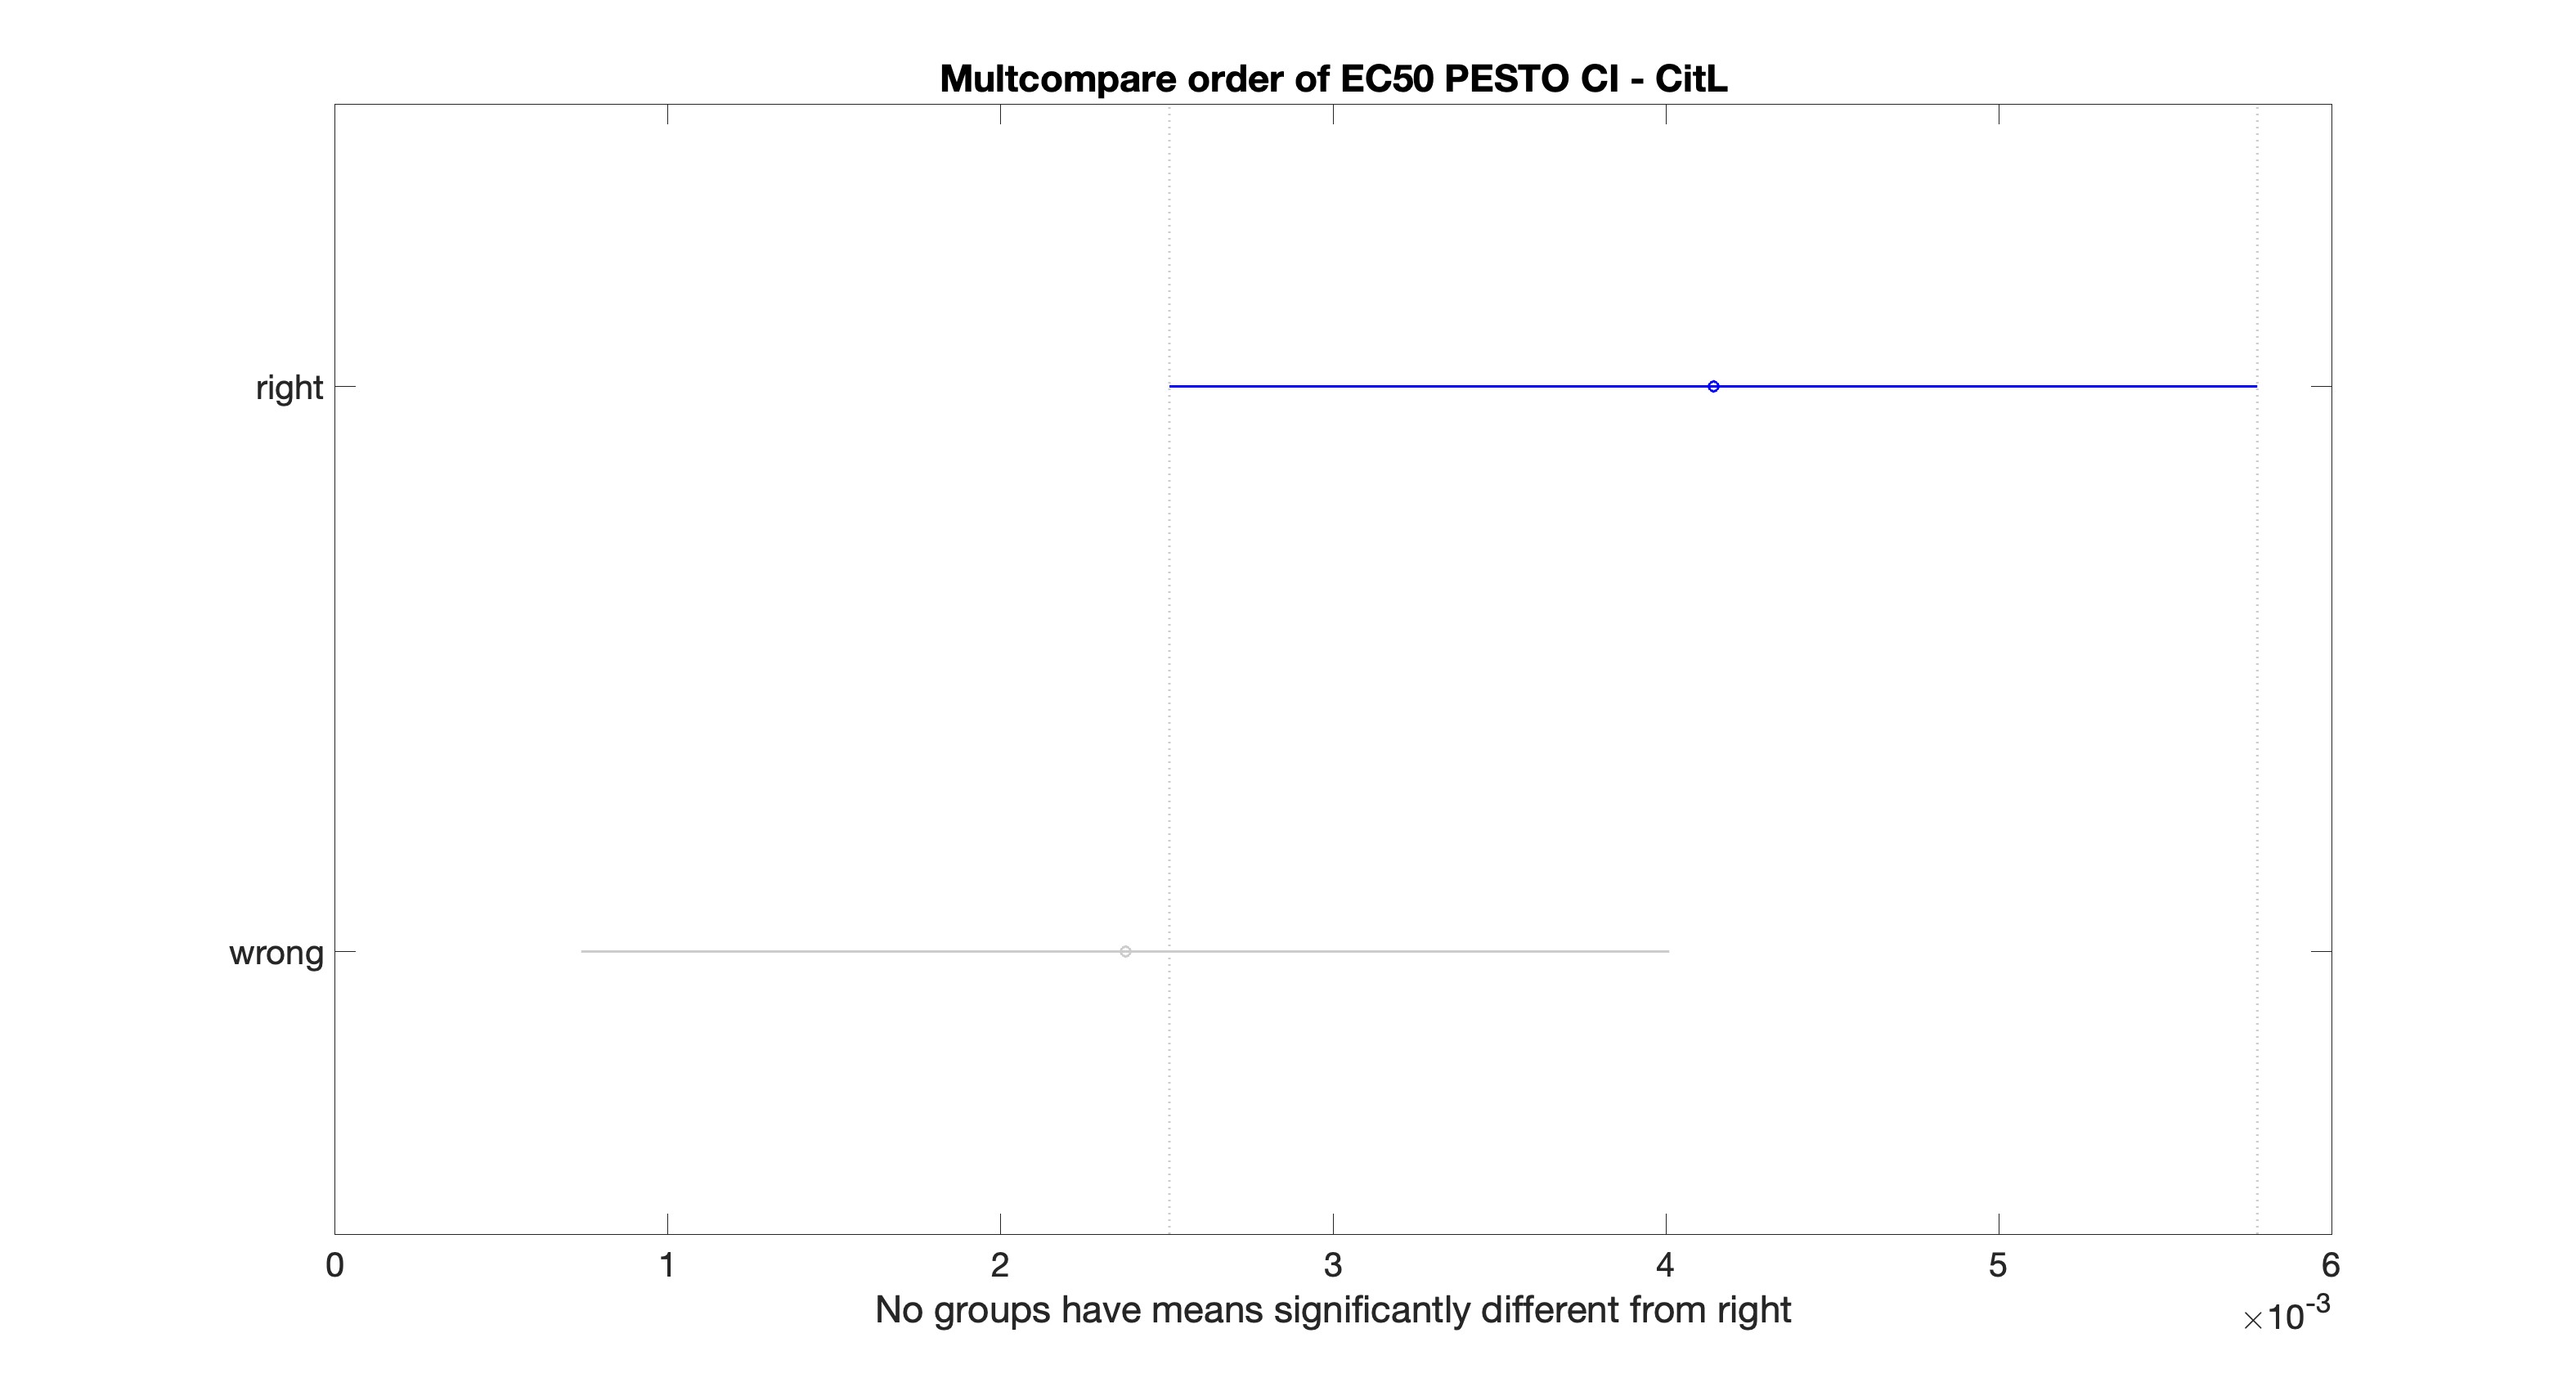 Multcompare order of EC50 PESTO CI - CitL
right
wrong
0 1 2 3 4 5 6
No groups have means significantly different from right
×10-3